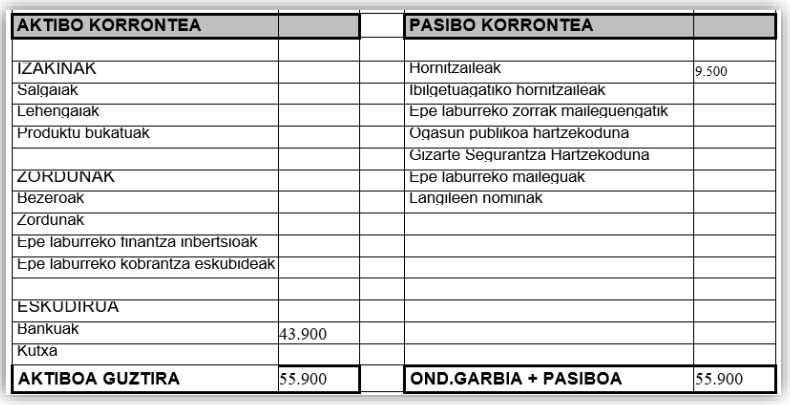 AKTIBO KORRONTEA
PASIBO KORRONTEA
IZAKINAK
Hornitzaileak
9.500
Salgaiak
Ibilgetuagatiko hornitzaileak
Lehengaiak
Epe laburreko zorrak maileguengatik
Produktu bukatuak
Ogasun publikoa hartzekoduna
Gizarte Segurantza Hartzekoduna
ZORDUNAK
Epe laburreko maileguak
Bezeroak
Langileen nominak
Zordunak
Epe laburreko finantza inbertsioak
Epe laburreko kobrantza eskubideak
ESKUDIRUA
Bankuak
43.900
Kutxa
AKTIBOA GUZTIRA
55.900
OND.GARBIA + PASIBOA
55.900